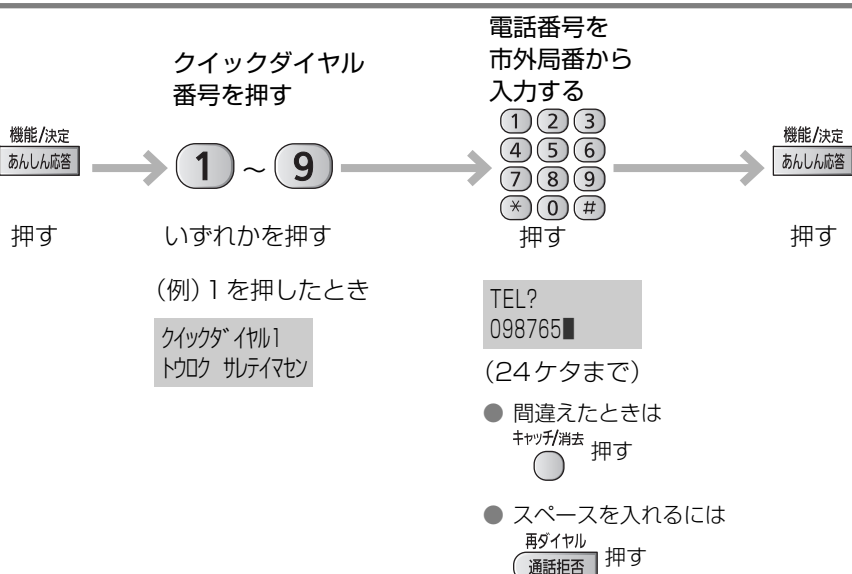 機能/決定
あんしん応答
押す
クイックダイヤル
番号を押す
1 ~ 9
いずれかを押す
(例)1を押したとき
クイックダイヤル1
トウロク サレテイマセン
電話番号を
市外局番から
入力する
1 2 3
4 5 6
7 8 9
* 0 #
押す
TEL?
098765
(24ケタまで)
● 間違えたときは
キャッチ/消去
押す
● スペースを入れるには
再ダイヤル
通話拒否
押す
機能/決定
あんしん応答
押す